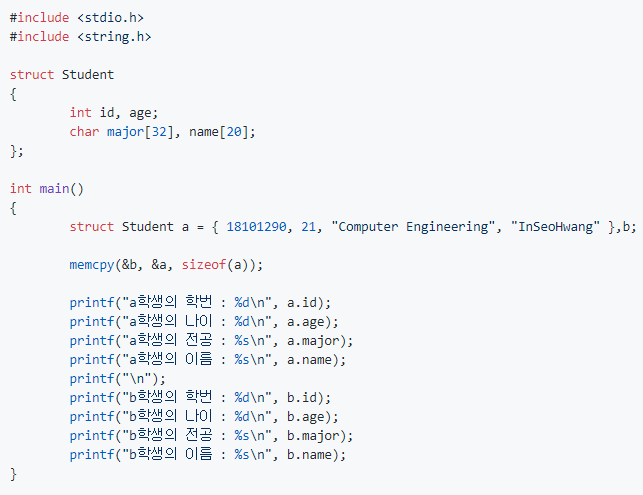 #include <stdio.h>
#include <string.h>

struct Student
{
        int id, age;
        char major[32], name[20];
};

int main()
{
        struct Student a = { 18101290, 21, "Computer Engineering", "InSeoHwang" },b;

        memcpy(&b, &a, sizeof(a));

        printf("a학생의 학번 : %d\n", a.id);
        printf("a학생의 나이 : %d\n", a.age);
        printf("a학생의 전공 : %s\n", a.major);
        printf("a학생의 이름 : %s\n", a.name);
        printf("\n");
        printf("b학생의 학번 : %d\n", b.id);
        printf("b학생의 나이 : %d\n", b.age);
        printf("b학생의 전공 : %s\n", b.major);
        printf("b학생의 이름 : %s\n", b.name);
}